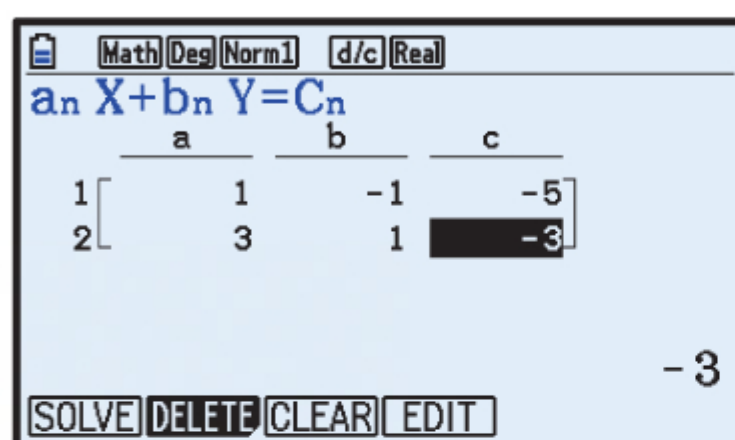 Math Deg Norm1 d/c Real
an X+bn Y=Cn
a b c
1 1 -1 -5
2 3 1 -3
-3
SOLVE DELETE CLEAR EDIT